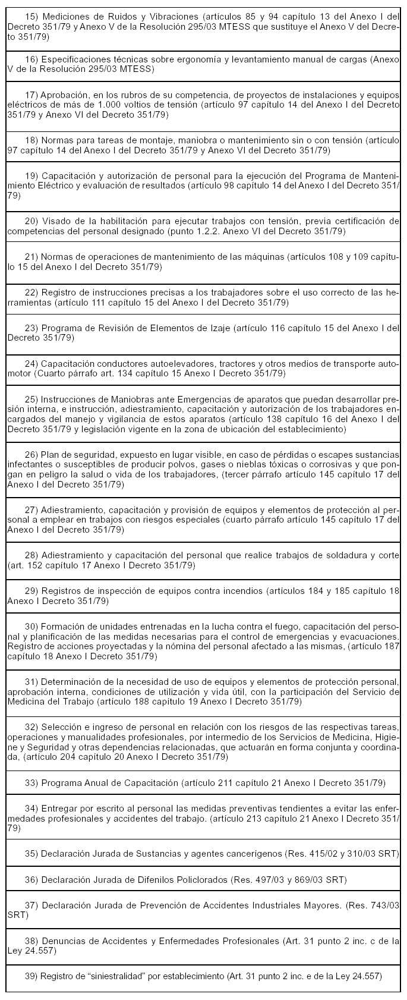 15) Mediciones de Ruidos y Vibraciones (artículos 85 y 94 capítulo 13 del Anexo I del
Decreto 351/79 y Anexo V de la Resolución 295/03 MTESS que sustituye el Anexo V del Decre-
to 351/79)
16) Especificaciones técnicas sobre ergonomía y levantamiento manual de cargas (Anexo
V de la Resolución 295/03 MTESS)
17) Aprobación, en los rubros de su competencia, de proyectos de instalaciones y equipos
eléctricos de más de 1.000 voltios de tensión (artículo 97 capítulo 14 del Anexo I del Decreto
351/79 y Anexo VI del Decreto 351/79)
18) Normas para tareas de montaje, maniobra o mantenimiento sin o con tensión (artículo
97 capítulo 14 del Anexo I del Decreto 351/79 y Anexo VI del Decreto 351/79)
19) Capacitación y autorización de personal para la ejecución del Programa de Manteni-
miento Eléctrico y evaluación de resultados (artículo 98 capítulo 14 del Anexo I del Decreto 351/
79)
20) Visado de la habilitación para ejecutar trabajos con tensión, previa certificación de
competencias del personal designado (punto 1.2.2. Anexo VI del Decreto 351/79)
21) Normas de operaciones de mantenimiento de las máquinas (artículos 108 y 109 capítu-
lo 15 del Anexo I del Decreto 351/79)
22) Registro de instrucciones precisas a los trabajadores sobre el uso correcto de las he-
rramientas (artículo 111 capítulo 15 del Anexo I del Decreto 351/79)
23) Programa de Revisión de Elementos de Izaje (artículo 116 capítulo 15 del Anexo I del
Decreto 351/79)
24) Capacitación conductores autoelevadores, tractores y otros medios de transporte auto-
motor (Cuarto párrafo art. 134 capítulo 15 Anexo I Decreto 351/79)
25) Instrucciones de Maniobras ante Emergencias de aparatos que puedan desarrollar pre-
sión interna, e instrucción, adiestramiento, capacitación y autorización de los trabajadores en-
cargados del manejo y vigilancia de estos aparatos (artículo 138 capítulo 16 del Anexo I del
Decreto 351/79 y legislación vigente en la zona de ubicación del establecimiento)
26) Plan de seguridad, expuesto en lugar visible, en caso de pérdidas o escapes sustancias
infectantes o susceptibles de producir polvos, gases o nieblas tóxicas o corrosivas y que pon-
gan en peligro la salud o vida de los trabajadores, (tercer párrafo artículo 145 capítulo 17 del
Anexo I del Decreto 351/79)
27) Adiestramiento, capacitación y provisión de equipos y elementos de protección al per-
sonal a emplear en trabajos con riesgos especiales (cuarto párrafo artículo 145 capítulo 17 del
Anexo I del Decreto 351/79)
28) Adiestramiento y capacitación del personal que realice trabajos de soldadura y corte
(art. 152 capítulo 17 Anexo I Decreto 351/79)
29) Registros de inspección de equipos contra incendios (artículos 184 y 185 capítulo 18
Anexo I Decreto 351/79)
30) Formación de unidades entrenadas en la lucha contra el fuego, capacitación del perso-
nal y planificación de las medidas necesarias para el control de emergencias y evacuaciones.
Registro de acciones proyectadas y la nómina del personal afectado a las mismas, (artículo 187
capítulo 18 Anexo I Decreto 351/79)
31) Determinación de la necesidad de uso de equipos y elementos de protección personal,
aprobación interna, condiciones de utilización y vida útil, con la participación del Servicio de
Medicina del Trabajo (artículo 188 capítulo 19 Anexo I Decreto 351/79)
32) Selección e ingreso de personal en relación con los riesgos de las respectivas tareas,
operaciones y manualidades profesionales, por intermedio de los Servicios de Medicina, Higie-
ne y Seguridad y otras dependencias relacionadas, que actuarán en forma conjunta y coordina-
da, (artículo 204 capítulo 20 Anexo I Decreto 351/79)
33) Programa Anual de Capacitación (artículo 211 capítulo 21 Anexo I Decreto 351/79)
34) Entregar por escrito al personal las medidas preventivas tendientes a evitar las enfer-
medades profesionales y accidentes del trabajo. (artículo 213 capítulo 21 Anexo I Decreto 351/
79)
35) Declaración Jurada de Sustancias y agentes cancerígenos (Res. 415/02 y 310/03 SRT)
36) Declaración Jurada de Difenilos Policlorados (Res. 497/03 y 869/03 SRT)
37) Declaración Jurada de Prevención de Accidentes Industriales Mayores. (Res. 743/03
SRT)
38) Denuncias de Accidentes y Enfermedades Profesionales (Art. 31 punto 2 inc. c de la
Ley 24.557)
39) Registro de “siniestralidad” por establecimiento (Art. 31 punto 2 inc. e de la Ley 24.557)